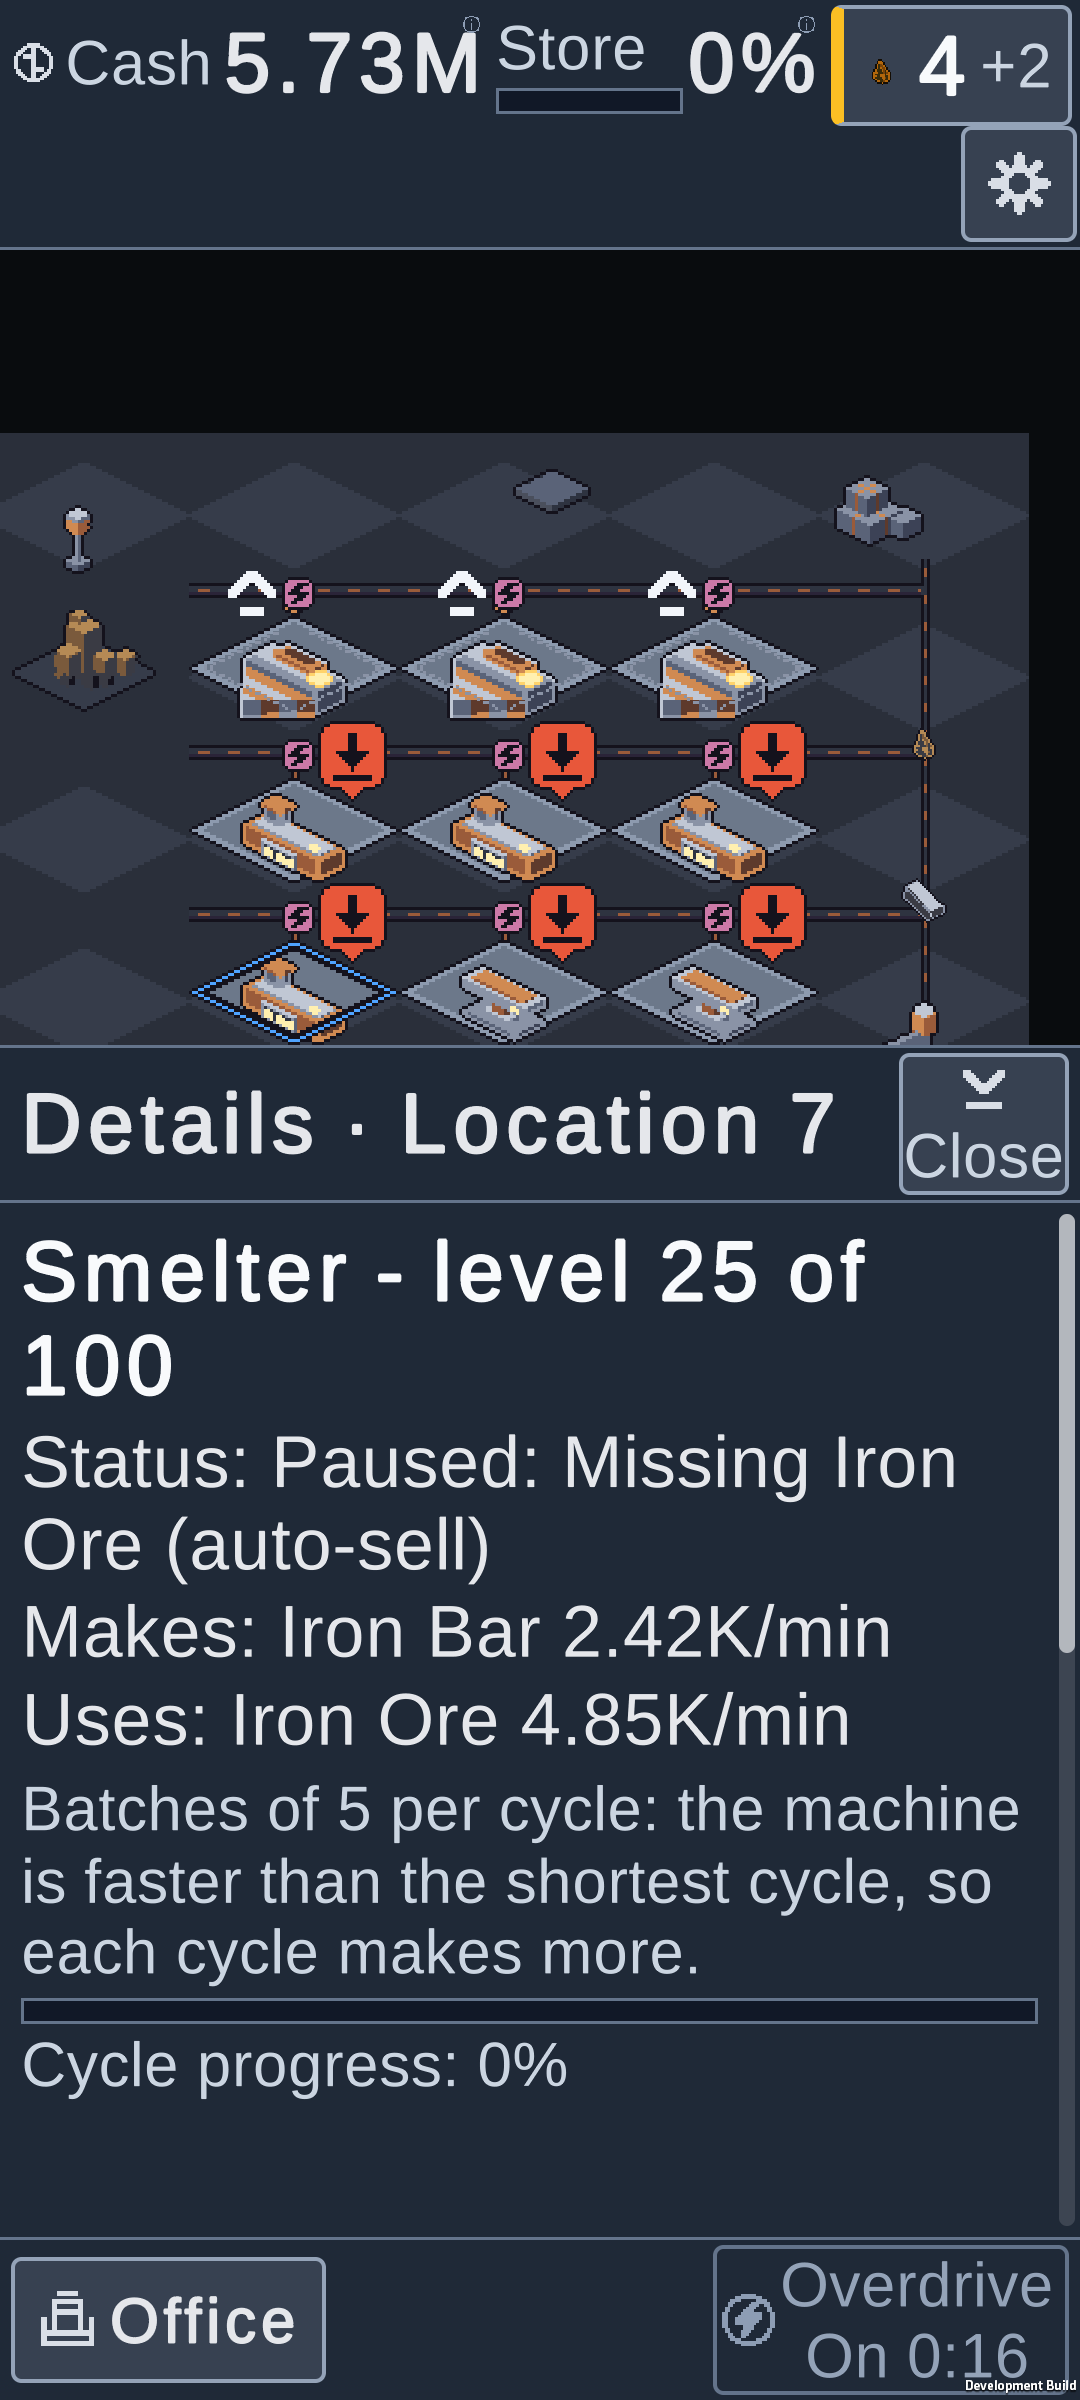 Cash 5.73M Store 0% 4 +2
Details · Location 7
Close
Smelter - level 25 of
100
Status: Paused: Missing Iron
Ore (auto-sell)
Makes: Iron Bar 2.42K/min
Uses: Iron Ore 4.85K/min
Batches of 5 per cycle: the machine
is faster than the shortest cycle, so
each cycle makes more.
Cycle progress: 0%
Office
Overdrive
On 0:16
Development Build